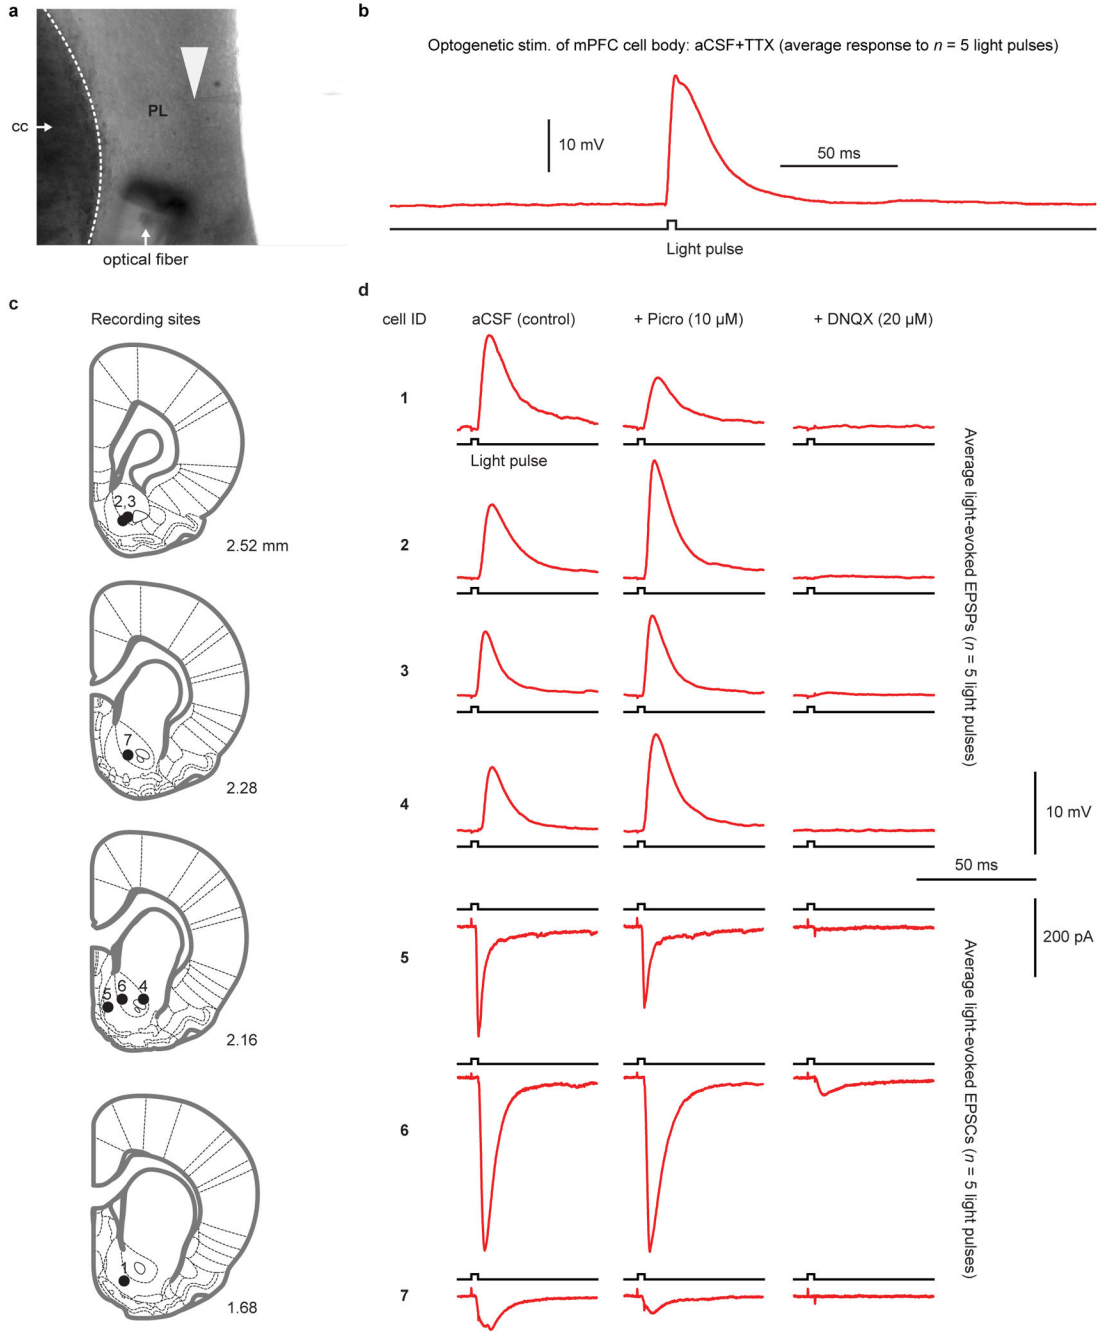 a
PL
cc
optical fiber
b
Optogenetic stim. of mPFC cell body: aCSF+TTX (average response to n = 5 light pulses)
10 mV
50 ms
Light pulse
c
Recording sites
2,3
2.52 mm
7
2.28
5 6 4
2.16
1
1.68
d
cell ID aCSF (control) + Picro (10 µM) + DNQX (20 µM)
1
Light pulse
2
3
4
Average light-evoked EPSPs (n = 5 light pulses)
10 mV
50 ms
200 pA
5
6
7
Average light-evoked EPSCs (n = 5 light pulses)